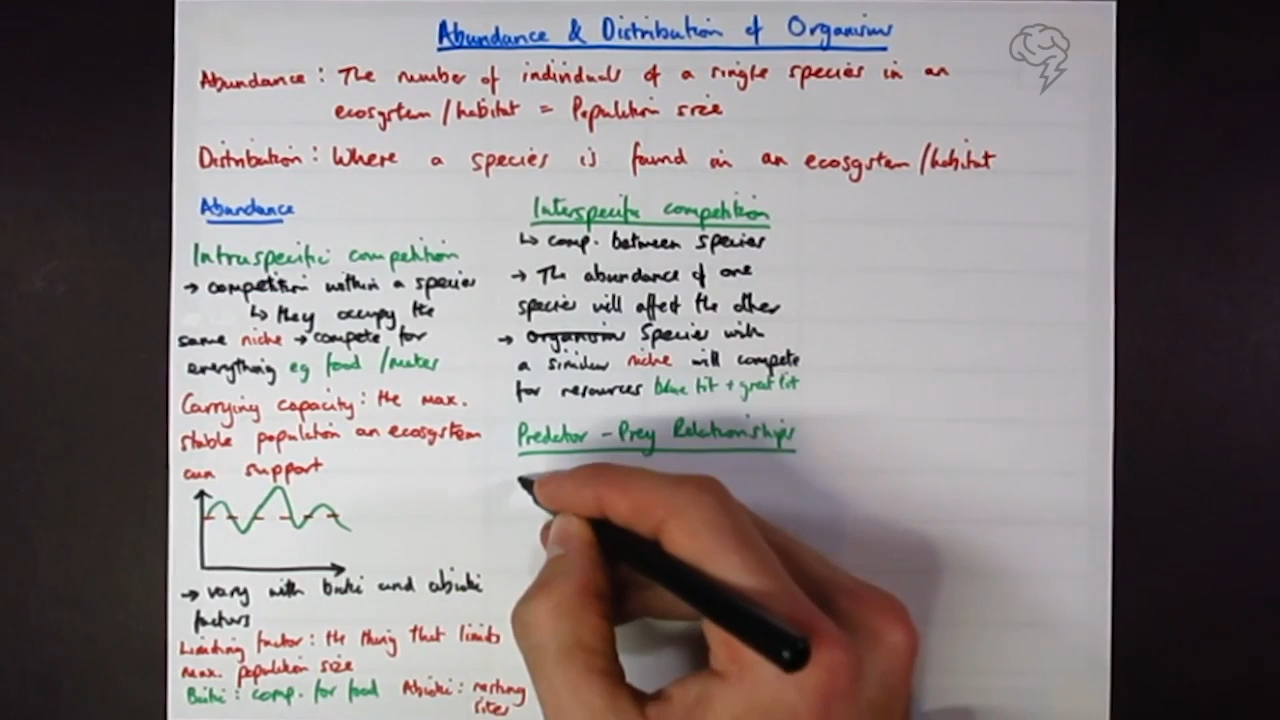 Abundance & Distribution of Organisms
Abundance : The number of individuals of a single species in an
ecosystem / habitat = Population size
Distribution : Where a species is found in an ecosystem / habitat
Abundance
Intraspecific competition
→ competition within a species
↳ they occupy the
same niche → compete for
everything eg food / mates
Carrying capacity : the max.
stable population an ecosystem
can support
→ vary with biotic and abiotic
factors
Limiting factor : the thing that limits
max. population size
Biotic : comp. for food Abiotic : nesting
sites
Interspecific competition
↳ comp. between species
→ The abundance of one
species will affect the other
→ Organism Species with
a similar niche will compete
for resources blue tit + great tit
Predator - Prey Relationships